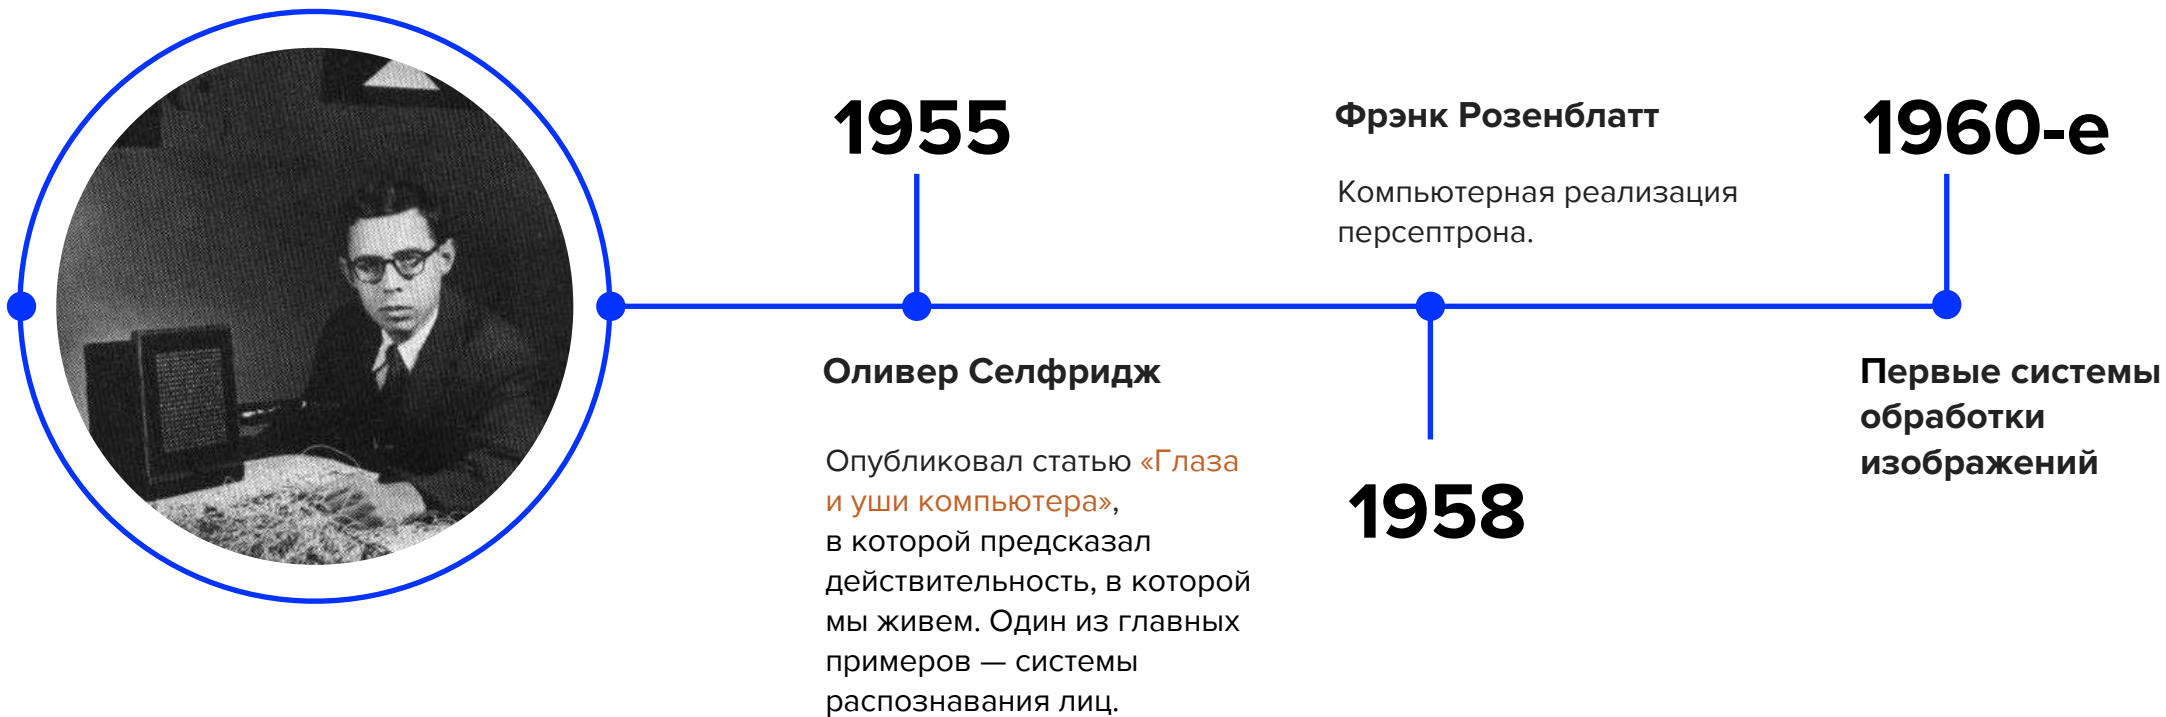 1955
Оливер Селфридж
Опубликовал статью «Глаза
и уши компьютера»,
в которой предсказал
действительность, в которой
мы живем. Один из главных
примеров — системы
распознавания лиц.
Фрэнк Розенблатт
Компьютерная реализация
персептрона.
1958
1960-е
Первые системы
обработки
изображений